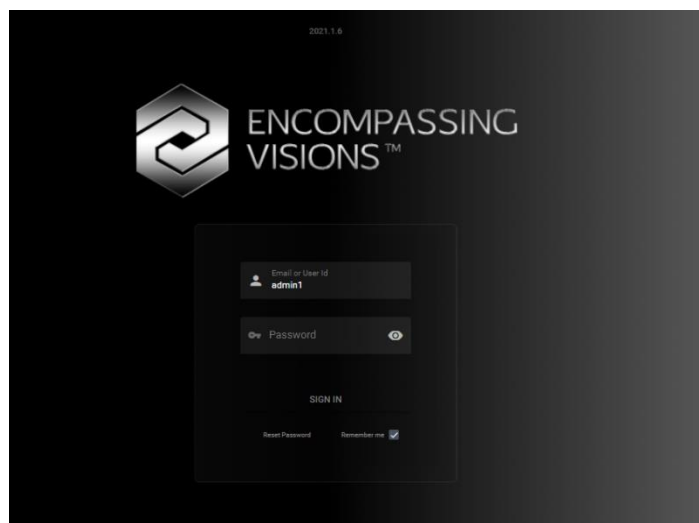 2021.1.6
ENCOMPASSING
VISIONS™
Email or User Id
admin1
Password
SIGN IN
Reset Password Remember me